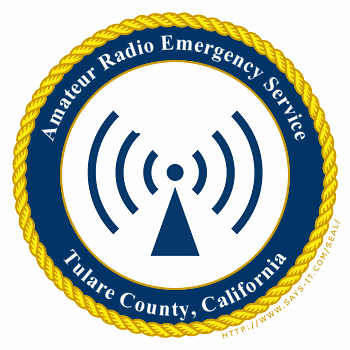 Amateur Radio Emergency Service
Tulare County, California
HTTP://WWW.SAYS-IT.COM/SEAL/